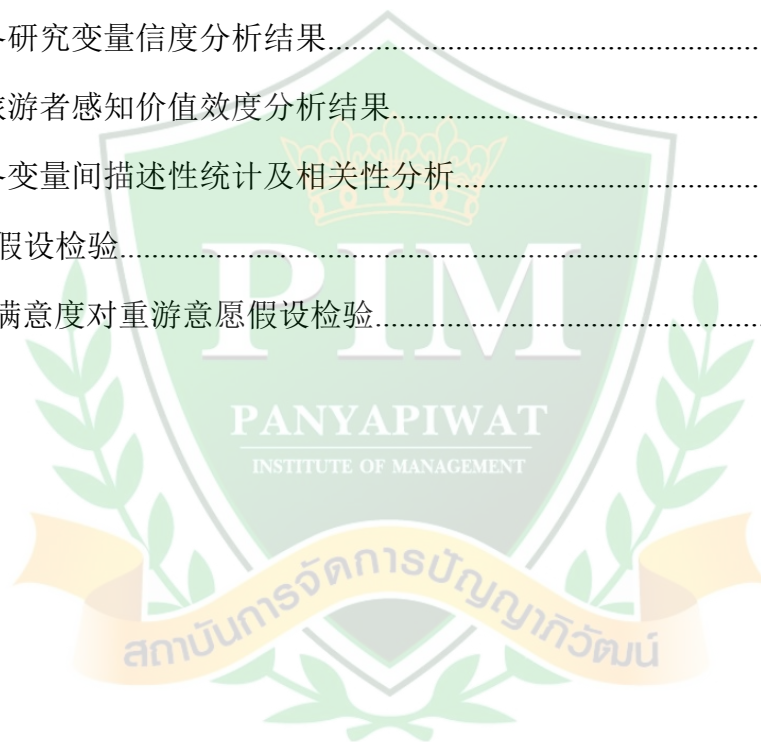 研究变量信度分析结果
游者感知价值效度分析结果
变量间描述性统计及相关性分析
假设检验
满意度对重游意愿假设检验
PIM
PANYAPIWAT
INSTITUTE OF MANAGEMENT
สถาบันการจัดการปัญญาภิวัฒน์